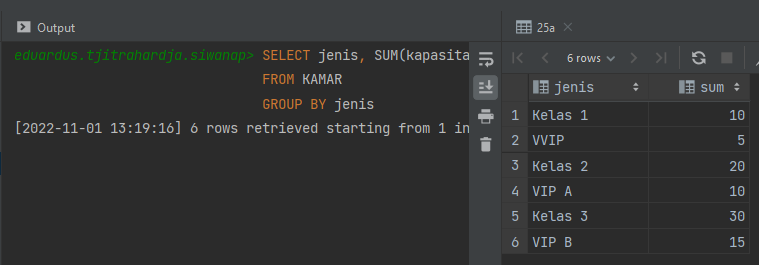 Output
eduardus.tjitrahardja.siwanap> SELECT jenis, SUM(kapasita
FROM KAMAR
GROUP BY jenis
[2022-11-01 13:19:16] 6 rows retrieved starting from 1 in
25a
6 rows
jenis sum
1 Kelas 1 10
2 VVIP 5
3 Kelas 2 20
4 VIP A 10
5 Kelas 3 30
6 VIP B 15